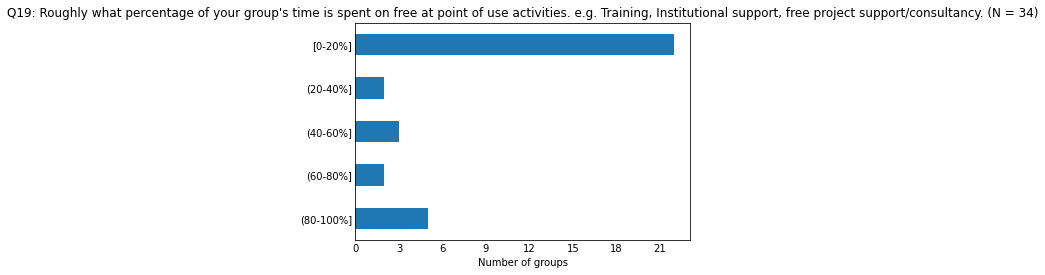 Q19: Roughly what percentage of your group's time is spent on free at point of use activities. e.g. Training, Institutional support, free project support/consultancy. (N = 34)
[0-20%]
(20-40%]
(40-60%]
(60-80%]
(80-100%]
0 3 6 9 12 15 18 21
Number of groups